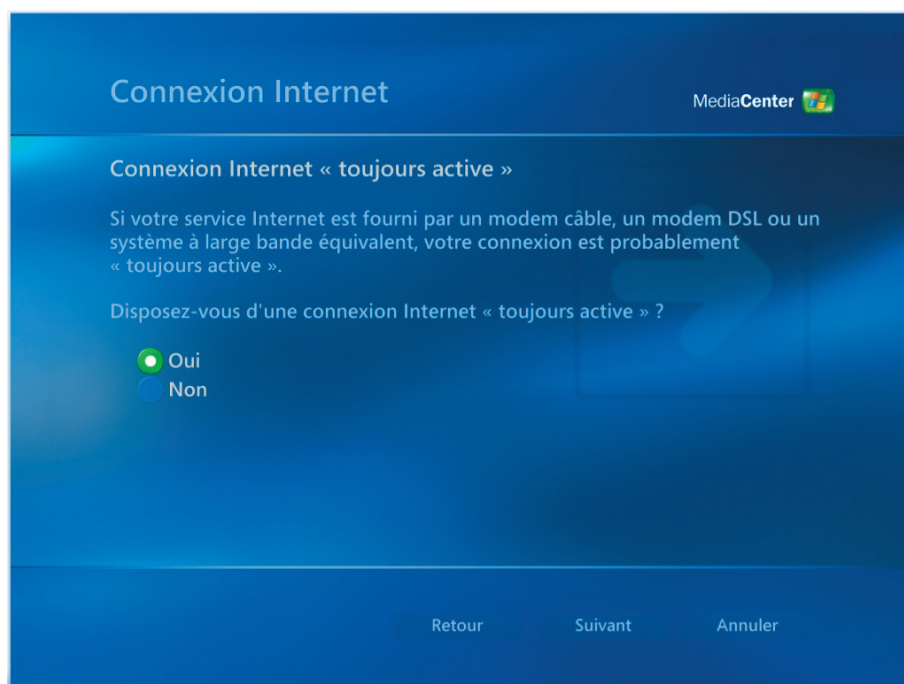 Connexion Internet
MediaCenter
Connexion Internet « toujours active »
Si votre service Internet est fourni par un modem câble, un modem DSL ou un
système à large bande équivalent, votre connexion est probablement
« toujours active ».
Disposez-vous d'une connexion Internet « toujours active » ?
Oui
Non
Retour Suivant Annuler